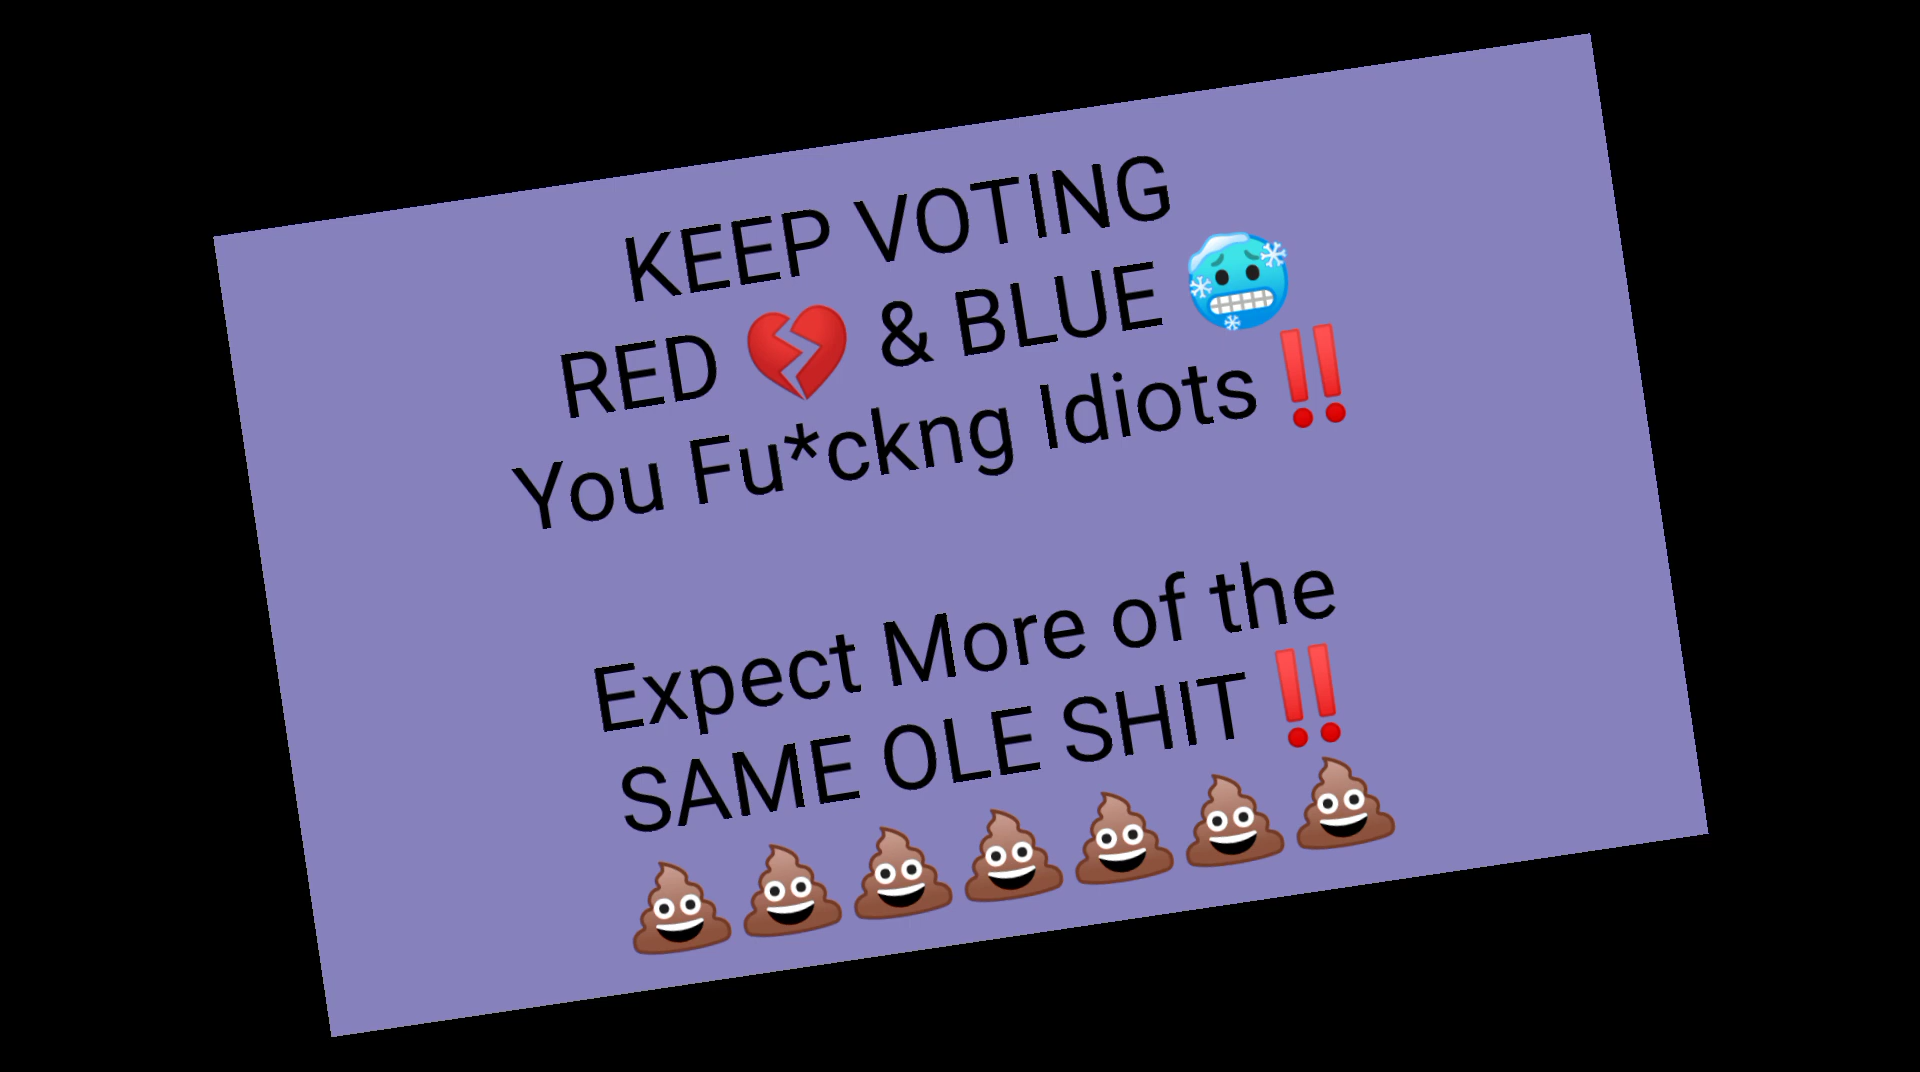 KEEP VOTING
RED 💔 & BLUE 🥶
You Fu*ckng Idiots‼️
Expect More of the
SAME OLE SHIT‼️
💩💩💩💩💩💩💩